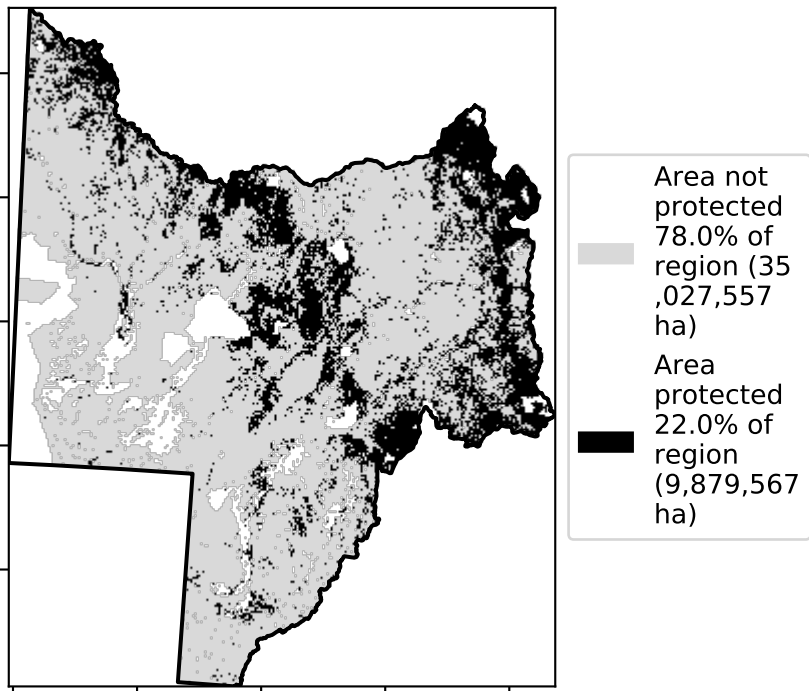 Area not
protected
78.0% of
region (35
,027,557
ha)
Area
protected
22.0% of
region
(9,879,567
ha)